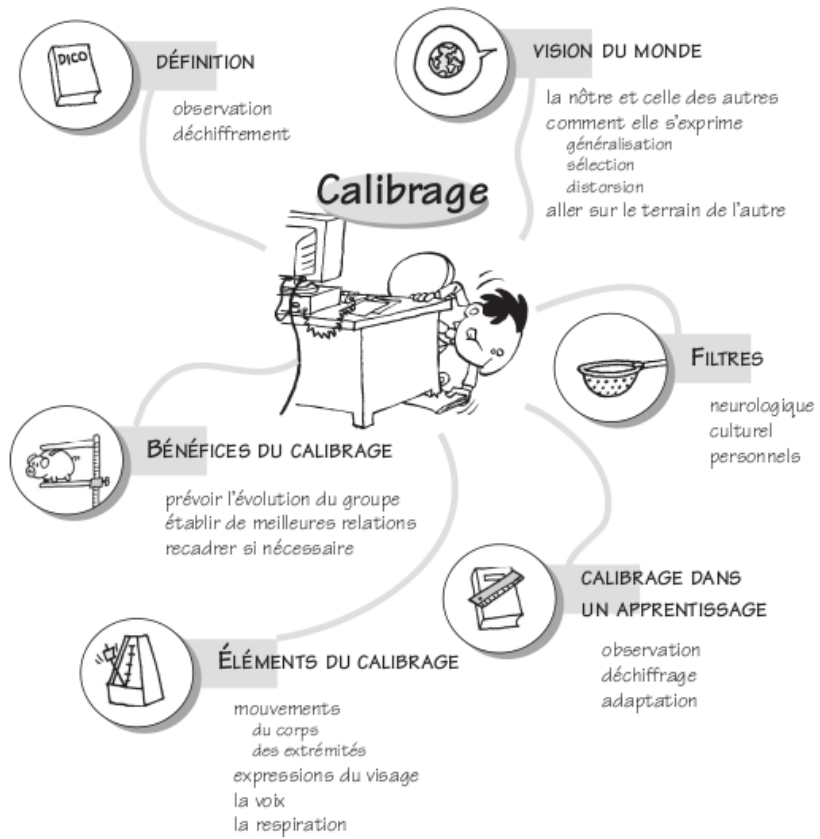 DICO
DÉFINITION
observation
déchiffrement
VISION DU MONDE
la nôtre et celle des autres
comment elle s'exprime
généralisation
sélection
distorsion
aller sur le terrain de l'autre
Calibrage
FILTRES
neurologique
culturel
personnels
BÉNÉFICES DU CALIBRAGE
prévoir l'évolution du groupe
établir de meilleures relations
recadrer si nécessaire
CALIBRAGE DANS
UN APPRENTISSAGE
observation
déchiffrage
adaptation
ÉLÉMENTS DU CALIBRAGE
mouvements
du corps
des extrémités
expressions du visage
la voix
la respiration